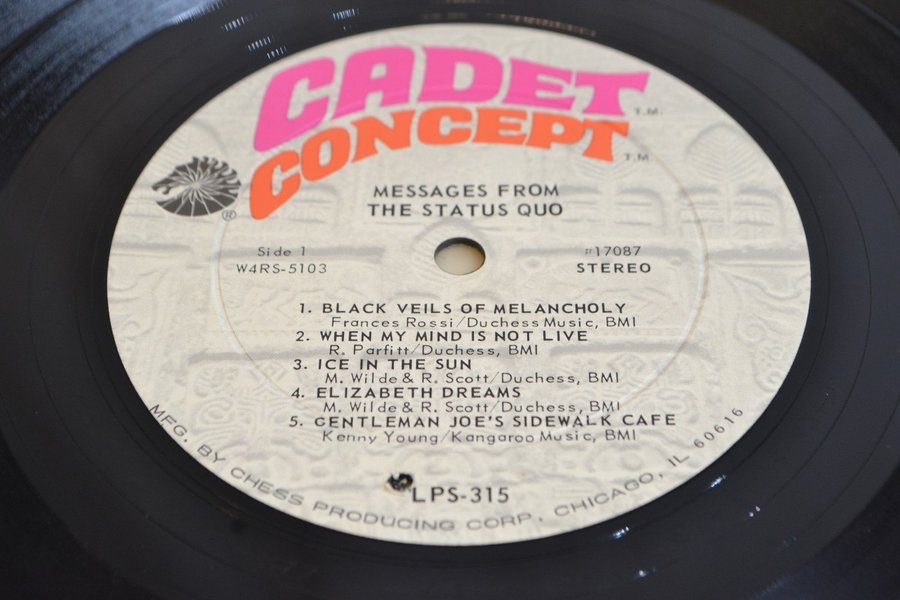 CADET T.M.
CONCEPT T.M.
®
MESSAGES FROM
THE STATUS QUO
Side 1
W4RS-5103
#17087
STEREO
1. BLACK VEILS OF MELANCHOLY
Frances Rossi/Duchess Music, BMI
2. WHEN MY MIND IS NOT LIVE
R. Parfitt/Duchess, BMI
3. ICE IN THE SUN
M. Wilde & R. Scott/Duchess, BMI
4. ELIZABETH DREAMS
M. Wilde & R. Scott/Duchess, BMI
5. GENTLEMAN JOE'S SIDEWALK CAFE
Kenny Young/Kangaroo Music, BMI
LPS-315
MFG. BY CHESS PRODUCING CORP., CHICAGO, IL 60616